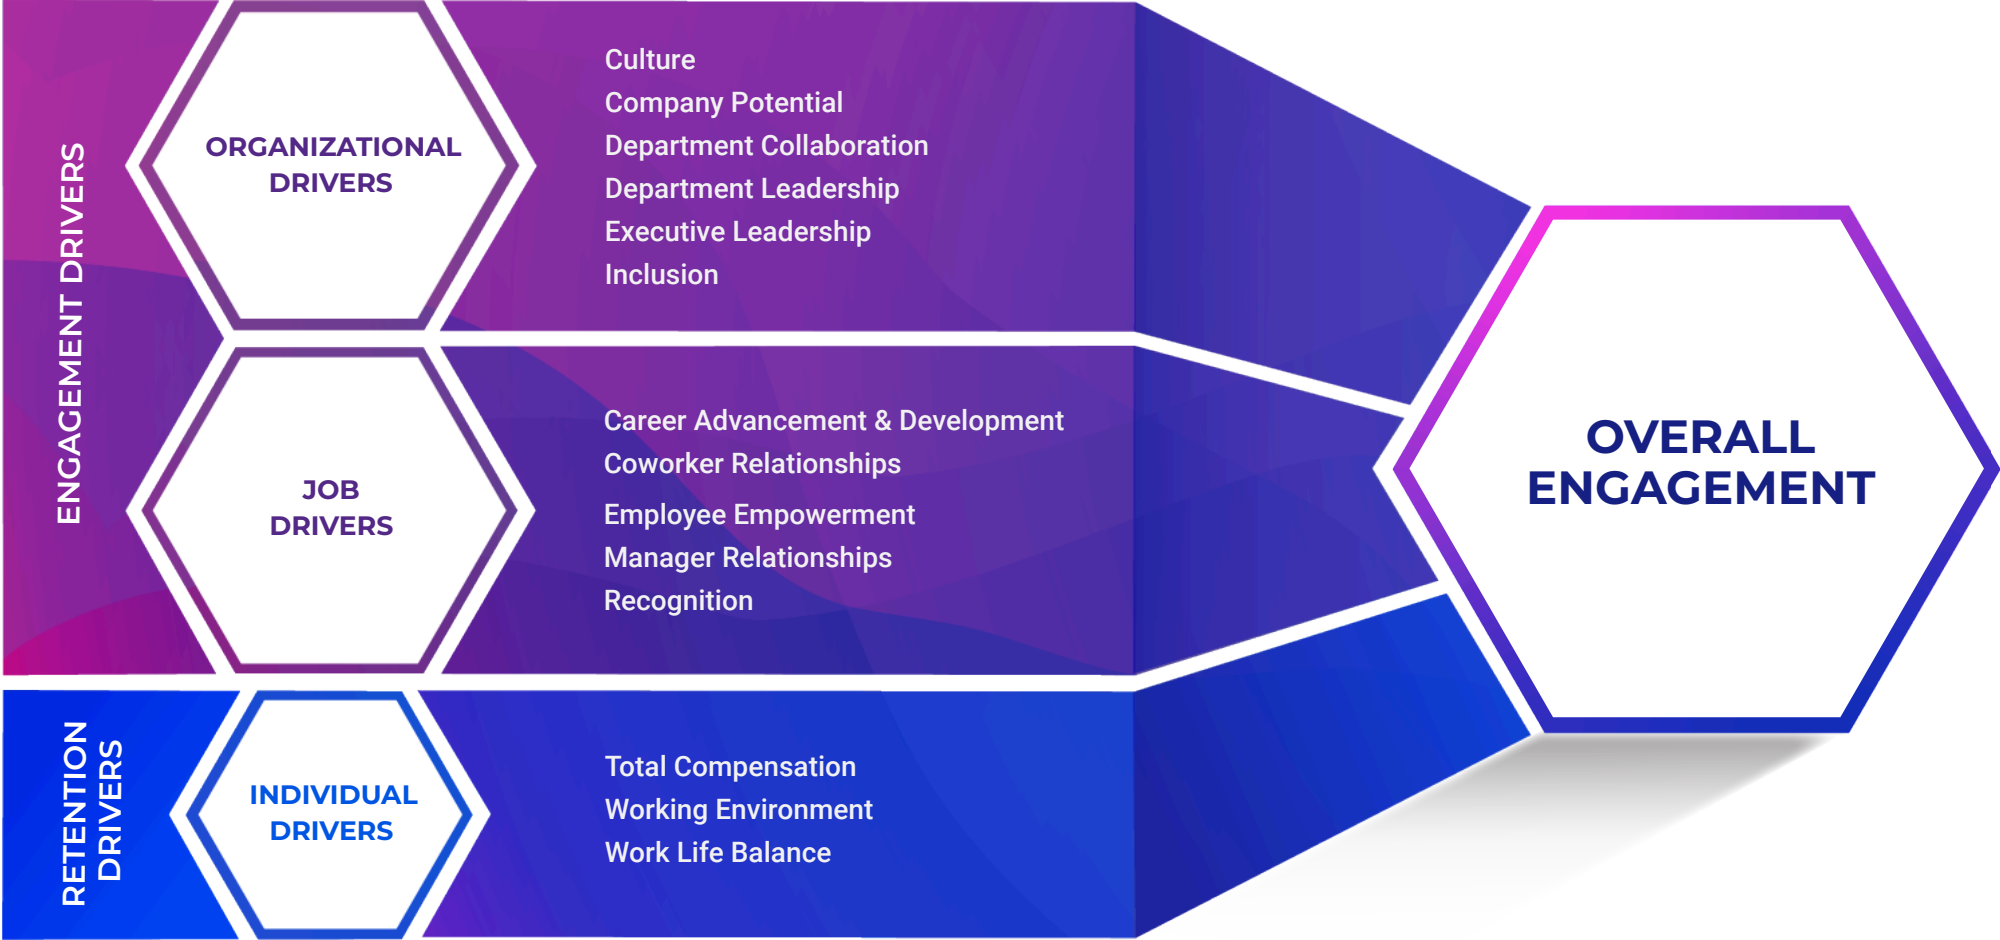 ENGAGEMENT DRIVERS
ORGANIZATIONAL
DRIVERS
Culture
Company Potential
Department Collaboration
Department Leadership
Executive Leadership
Inclusion
JOB
DRIVERS
Career Advancement & Development
Coworker Relationships
Employee Empowerment
Manager Relationships
Recognition
RETENTION
DRIVERS
INDIVIDUAL
DRIVERS
Total Compensation
Working Environment
Work Life Balance
OVERALL
ENGAGEMENT